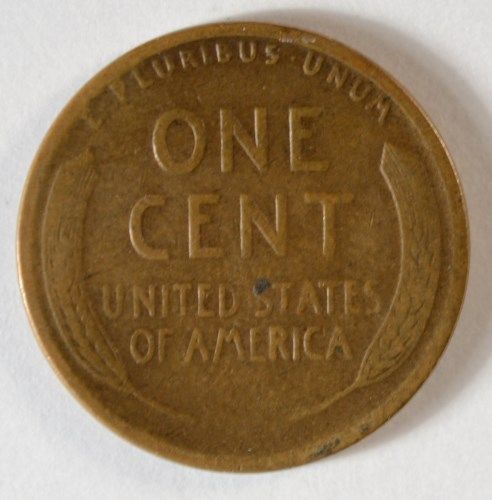 E·PLURIBUS·UNUM
ONE
CENT
UNITED STATES
OF AMERICA